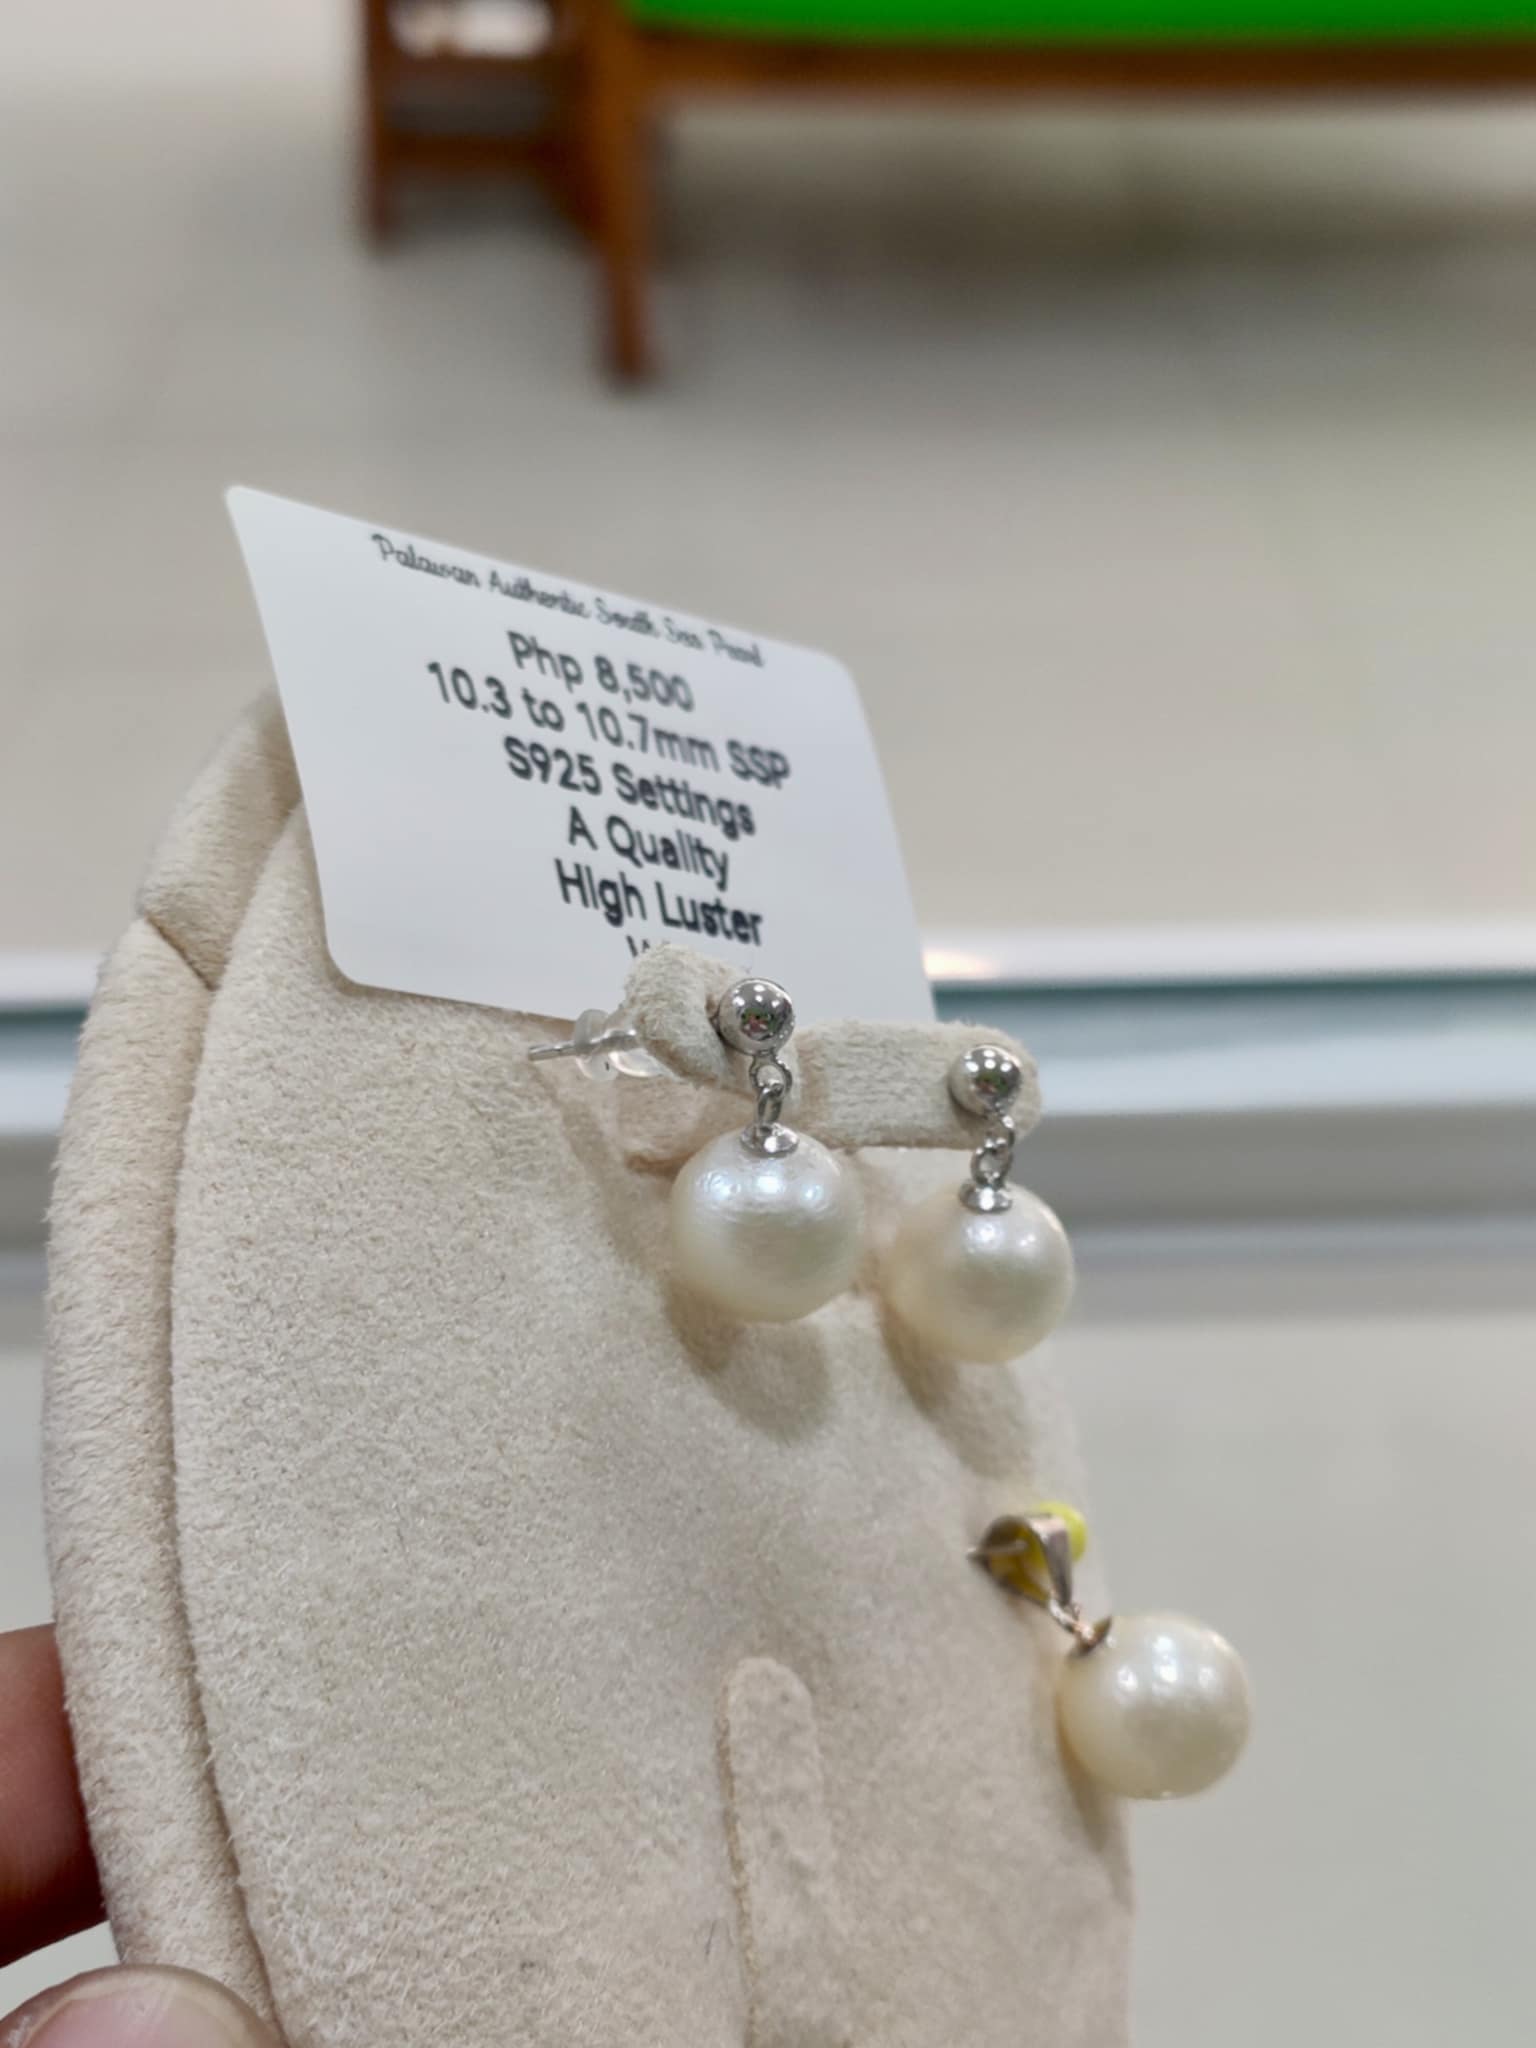 Palawan Authentic South Sea Pearl
Php 8,500
10.3 to 10.7mm SSP
S925 Settings
A Quality
High Luster